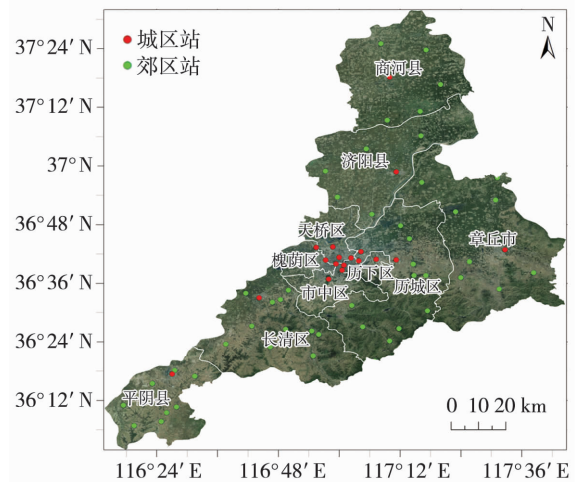 N
城区站
郊区站
37°24′ N
37°12′ N
37°0′ N
36°48′ N
36°36′ N
36°24′ N
36°12′ N
商河县
济阳县
天桥区
章丘市
槐荫区
历下区
市中区
历城区
长清区
平阴县
0 10 20 km
116°24′ E 116°48′ E 117°12′ E 117°36′ E